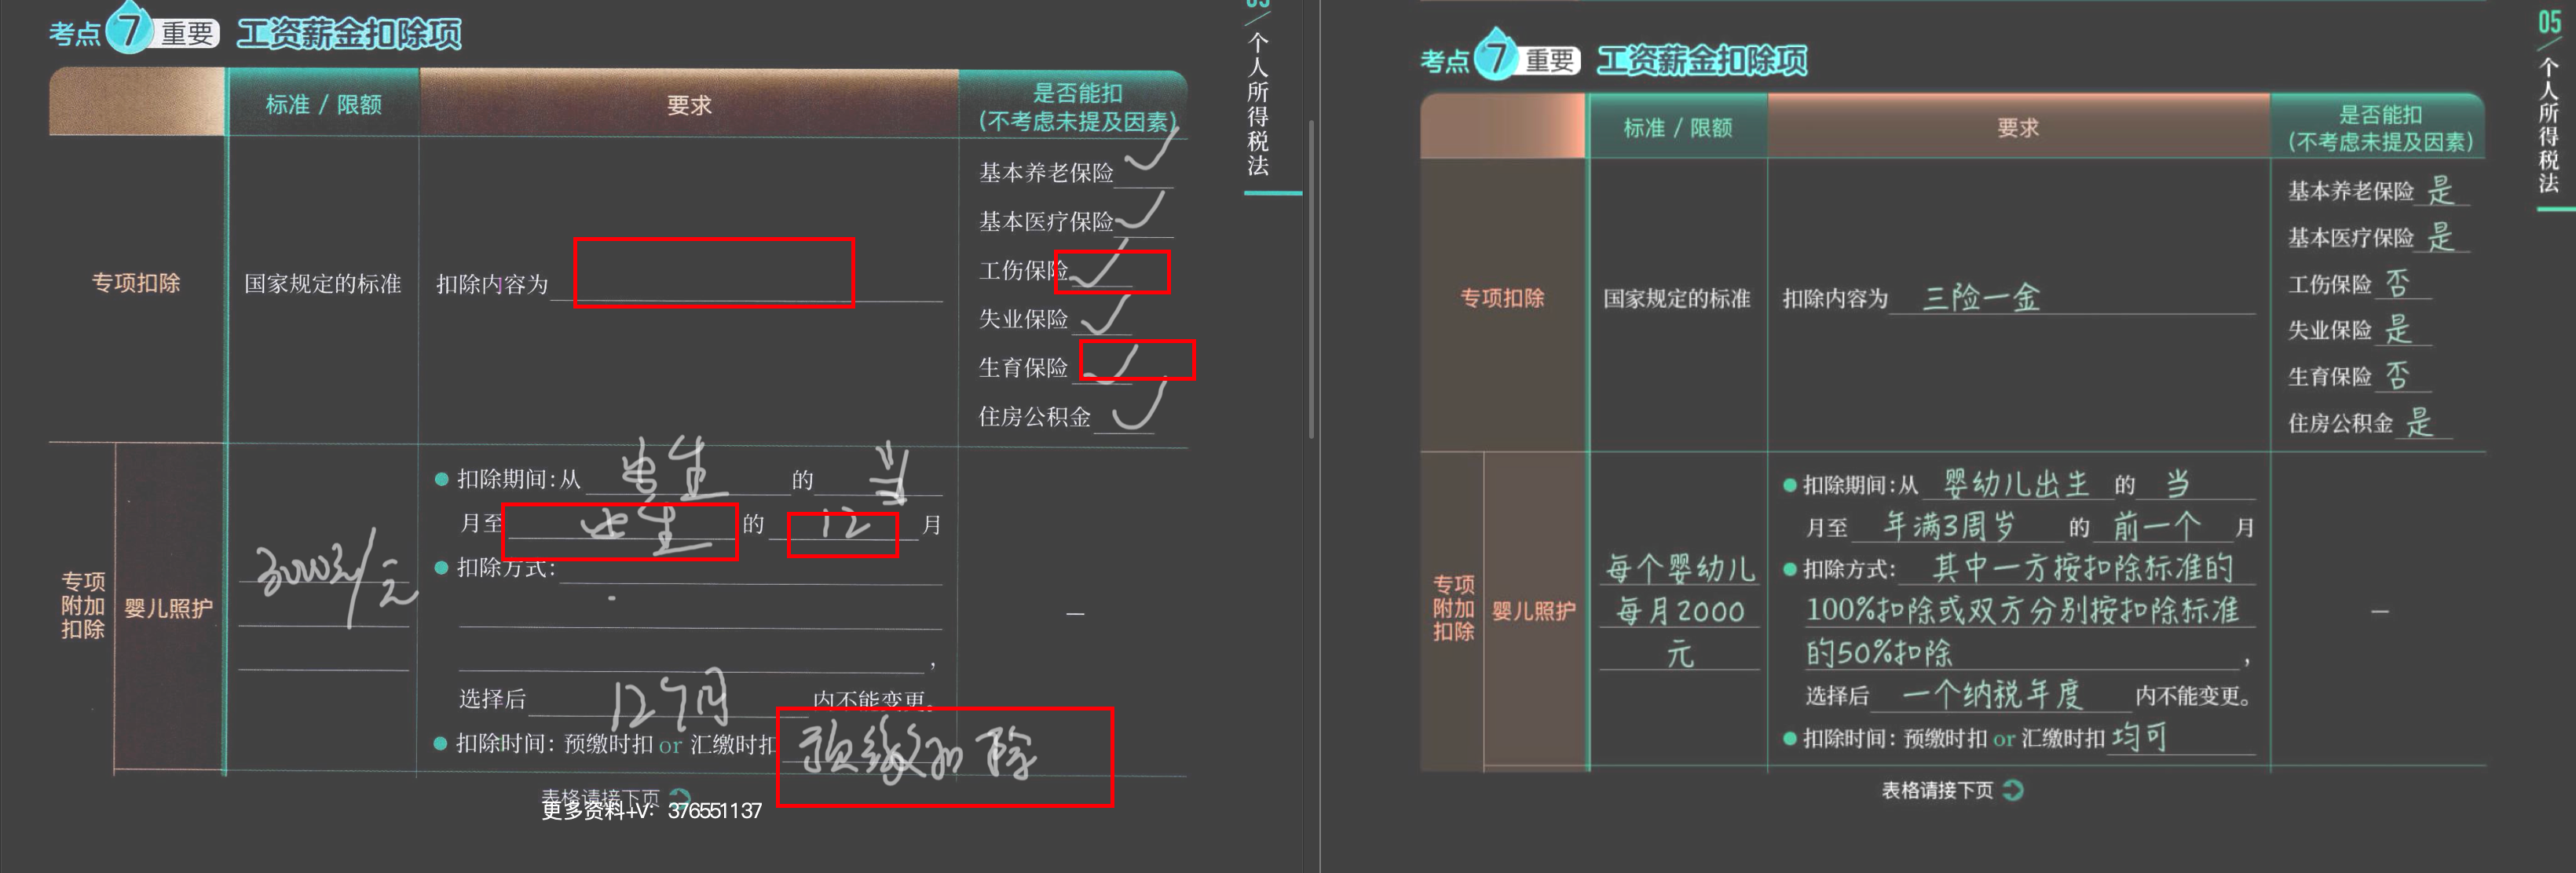 考点 7 重要 工资薪金扣除项
标准 / 限额
要求
是否能扣
(不考虑未提及因素)
专项扣除
国家规定的标准
扣除内容为
基本养老保险 ✓
基本医疗保险 ✓
工伤保险 ✓
失业保险 ✓
生育保险 ✓
住房公积金 ✓
专项
附加
扣除
婴儿照护
3000元/
扣除期间:从 出生 的 当
月至 出生 的 12 月
扣除方式:
选择后 12个月 内不能变更。
扣除时间: 预缴时扣 or 汇缴时扣 预缴扣除
—
表格请接下页
更多资料+V: 376551137
个人所得税法
考点 7 重要 工资薪金扣除项
标准 / 限额
要求
是否能扣
(不考虑未提及因素)
专项扣除
国家规定的标准
扣除内容为 三险一金
基本养老保险 是
基本医疗保险 是
工伤保险 否
失业保险 是
生育保险 否
住房公积金 是
专项
附加
扣除
婴儿照护
每个婴幼儿
每月2000
元
扣除期间:从 婴幼儿出生 的 当
月至 年满3周岁 的 前一个 月
扣除方式: 其中一方按扣除标准的
100%扣除或双方分别按扣除标准
的50%扣除,
选择后 一个纳税年度 内不能变更。
扣除时间: 预缴时扣 or 汇缴时扣 均可
—
表格请接下页
05
个人所得税法